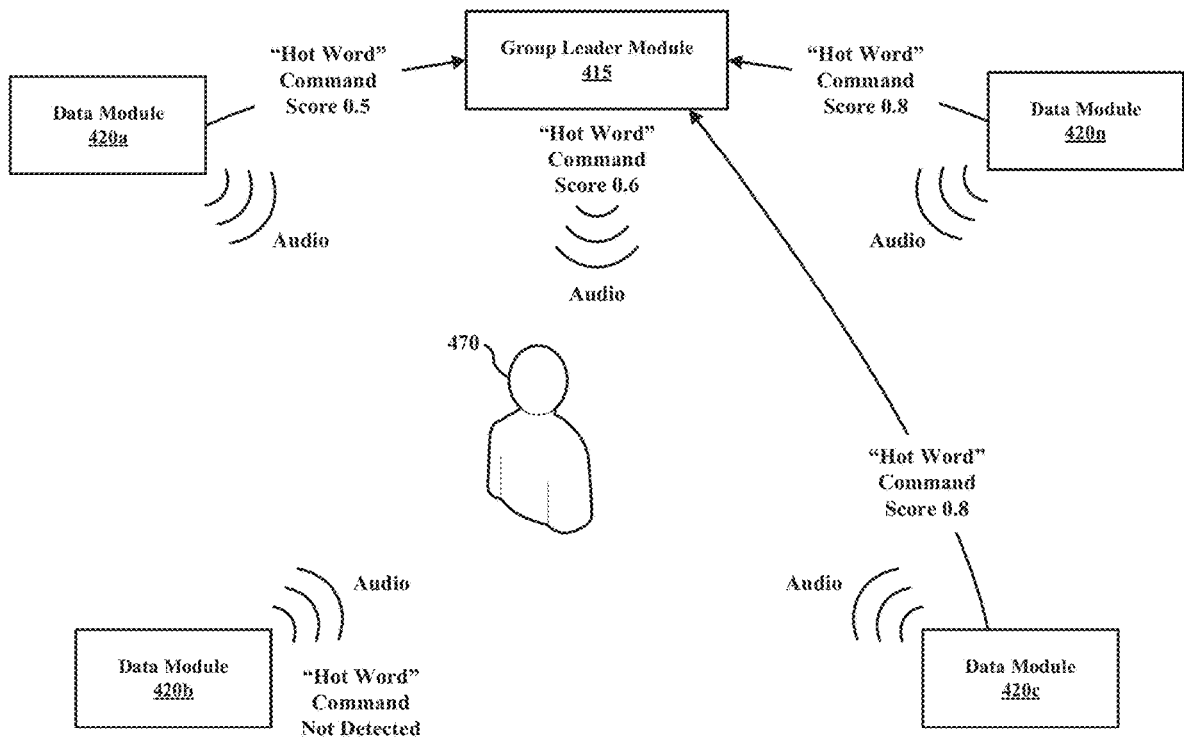 "Hot Word"
Command
Score 0.5
Group Leader Module
415
"Hot Word"
Command
Score 0.8
Data Module
420a
Data Module
420n
"Hot Word"
Command
Score 0.6
Audio
Audio
Audio
470
"Hot Word"
Command
Score 0.8
Audio
Audio
Data Module
420b
"Hot Word"
Command
Not Detected
Data Module
420c